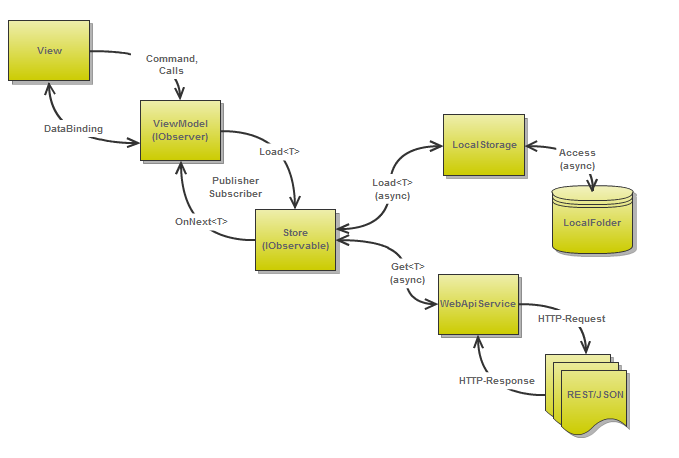 View
Command,
Calls
DataBinding
ViewModel
(IObserver)
Load<T>
Publisher
Subscriber
OnNext<T>
Store
(IObservable)
LocalStorage
Access
(async)
Load<T>
(async)
LocalFolder
Get<T>
(async)
WebApiService
HTTP-Request
HTTP-Response
REST/JSON